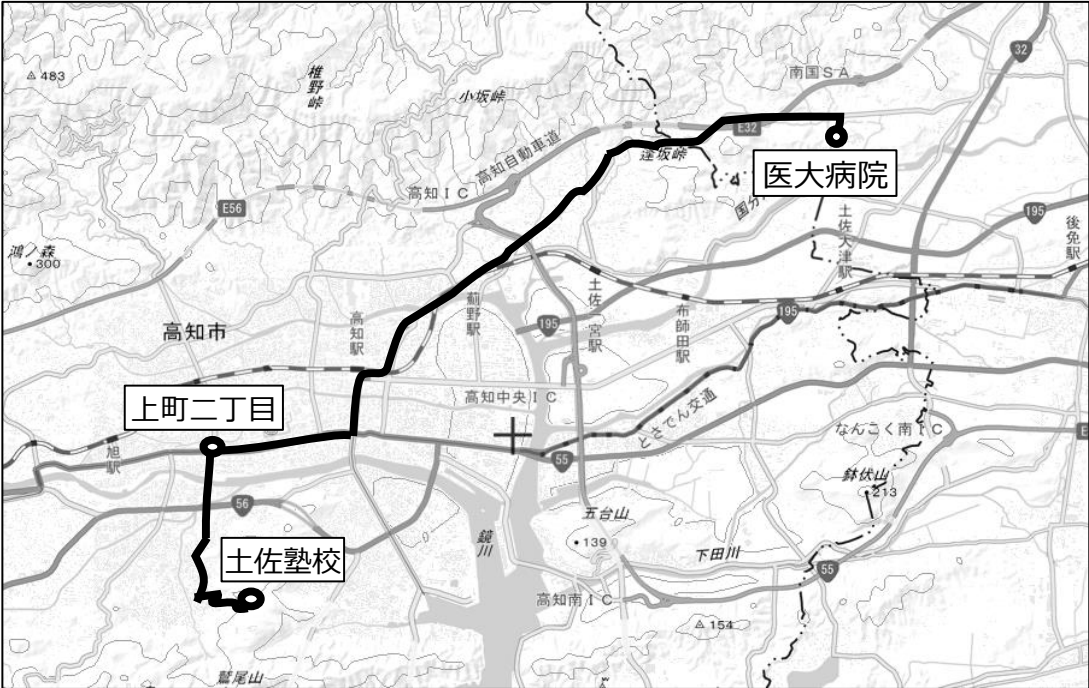 32
南国ＳＡ
△ 483
椎野峠
小坂峠
E32
逢坂峠
高知自動車道
医大病院
高知ＩＣ
E56
国分
土佐大津駅
195
後免駅
鴻ノ森
•300
土佐一宮駅
薊野駅
高知駅
高知市
195
布師田駅
195
高知中央ＩＣ
上町二丁目
とさでん交通
なんこく南ＩＣ
E
旭駅
55
鉢伏山
•213
56
五台山
•139
鏡川
土佐塾校
下田川
55
高知南ＩＣ
△ 154
鷲尾山